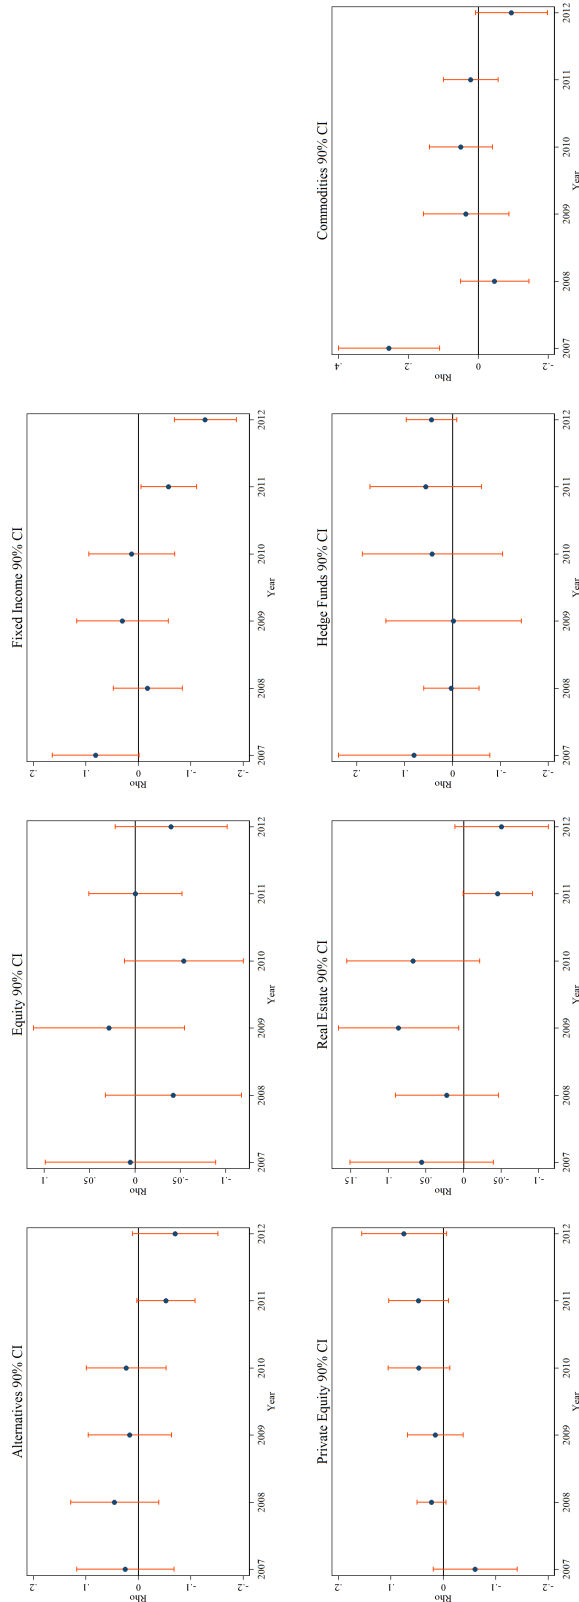 Alternatives 90% CI
Rho
.2
.1
0
-.1
-.2
2007 2008 2009 2010 2011 2012
Year
Equity 90% CI
Rho
.1
.05
0
-.05
-.1
2007 2008 2009 2010 2011 2012
Year
Fixed Income 90% CI
Rho
.2
.1
0
-.1
-.2
2007 2008 2009 2010 2011 2012
Year
Private Equity 90% CI
Rho
.2
.1
0
-.1
-.2
2007 2008 2009 2010 2011 2012
Year
Real Estate 90% CI
Rho
.15
.1
.05
0
-.05
-.1
2007 2008 2009 2010 2011 2012
Year
Hedge Funds 90% CI
Rho
.2
.1
0
-.1
-.2
2007 2008 2009 2010 2011 2012
Year
Commodities 90% CI
Rho
.4
.2
0
-.2
2007 2008 2009 2010 2011 2012
Year